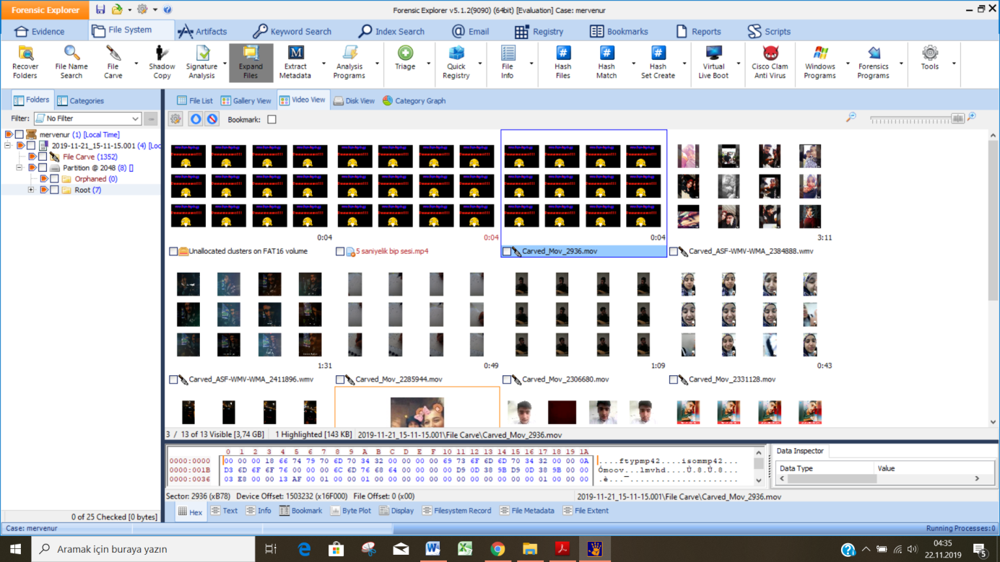 Forensic Explorer
Forensic Explorer v5.1.2(9090) (64bit) [Evaluation] Case: mervenur
Evidence File System Artifacts Keyword Search Index Search Email Registry Bookmarks Reports Scripts
Recover Folders File Name Search File Carve Shadow Copy Signature Analysis Expand Files Extract Metadata Analysis Programs Triage Quick Registry File Info Hash Files Hash Match Hash Set Create Virtual Live Boot Cisco Clam Anti Virus Windows Programs Forensics Programs Tools
Folders Categories
File List Gallery View Video View Disk View Category Graph
Filter: No Filter
Bookmark:
mervenur (1) [Local Time]
2019-11-21_15-11-15.001 (4) [Loc
File Carve (1352)
Partition @ 2048 (8) []
Orphaned (0)
Root (7)
0:04 0:04 0:04 3:11
Unallocated clusters on FAT16 volume 5 saniyelik bip sesi.mp4 Carved_Mov_2936.mov Carved_ASF-WMV-WMA_2384888.wmv
1:31 0:49 1:09 0:43
Carved_ASF-WMV-WMA_2411896.wmv Carved_Mov_2285944.mov Carved_Mov_2306680.mov Carved_Mov_2331128.mov
3 / 13 of 13 Visible [3,74 GB] 1 Highlighted [143 KB] 2019-11-21_15-11-15.001\File Carve\Carved_Mov_2936.mov
0 1 2 3 4 5 6 7 8 9 A B C D E F 10 11 12 13 14 15 16 17 18 19 1A
0000:0000 00 00 00 18 66 74 79 70 6D 70 34 32 00 00 00 00 69 73 6F 6D 6D 70 34 32 00 00 0A ....ftypmp42....isommp42...
0000:001B D3 6D 6F 6F 76 00 00 00 6C 6D 76 68 64 00 00 00 00 D9 0D 38 9B D9 0D 38 9B 00 00 Ómoov...lmvhd....Ù.8.Ù.8...
0000:0036 03 E8 00 00 13 AF 00 01 00 00 01 00 00 00 00 00 00 00 00 00 00 00 00 01 00 00 00 .è...¯.....................
Data Inspector
Data Type Value
Sector: 2936 (xB78) Device Offset: 1503232 (x16F000) File Offset: 0 (x00)
2019-11-21_15-11-15.001\File Carve\Carved_Mov_2936.mov
0 of 25 Checked [0 bytes]
Hex Text Info Bookmark Byte Plot Display Filesystem Record File Metadata File Extent
Case: mervenur
Running Processes: 0
Aramak için buraya yazın
04:35
22.11.2019
5